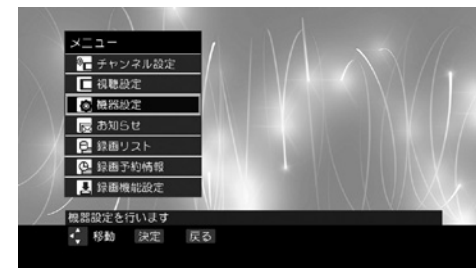 メニュー
チャンネル設定
視聴設定
機器設定
お知らせ
録画リスト
録画予約情報
録画機能設定
機器設定を行います
移動 決定 戻る